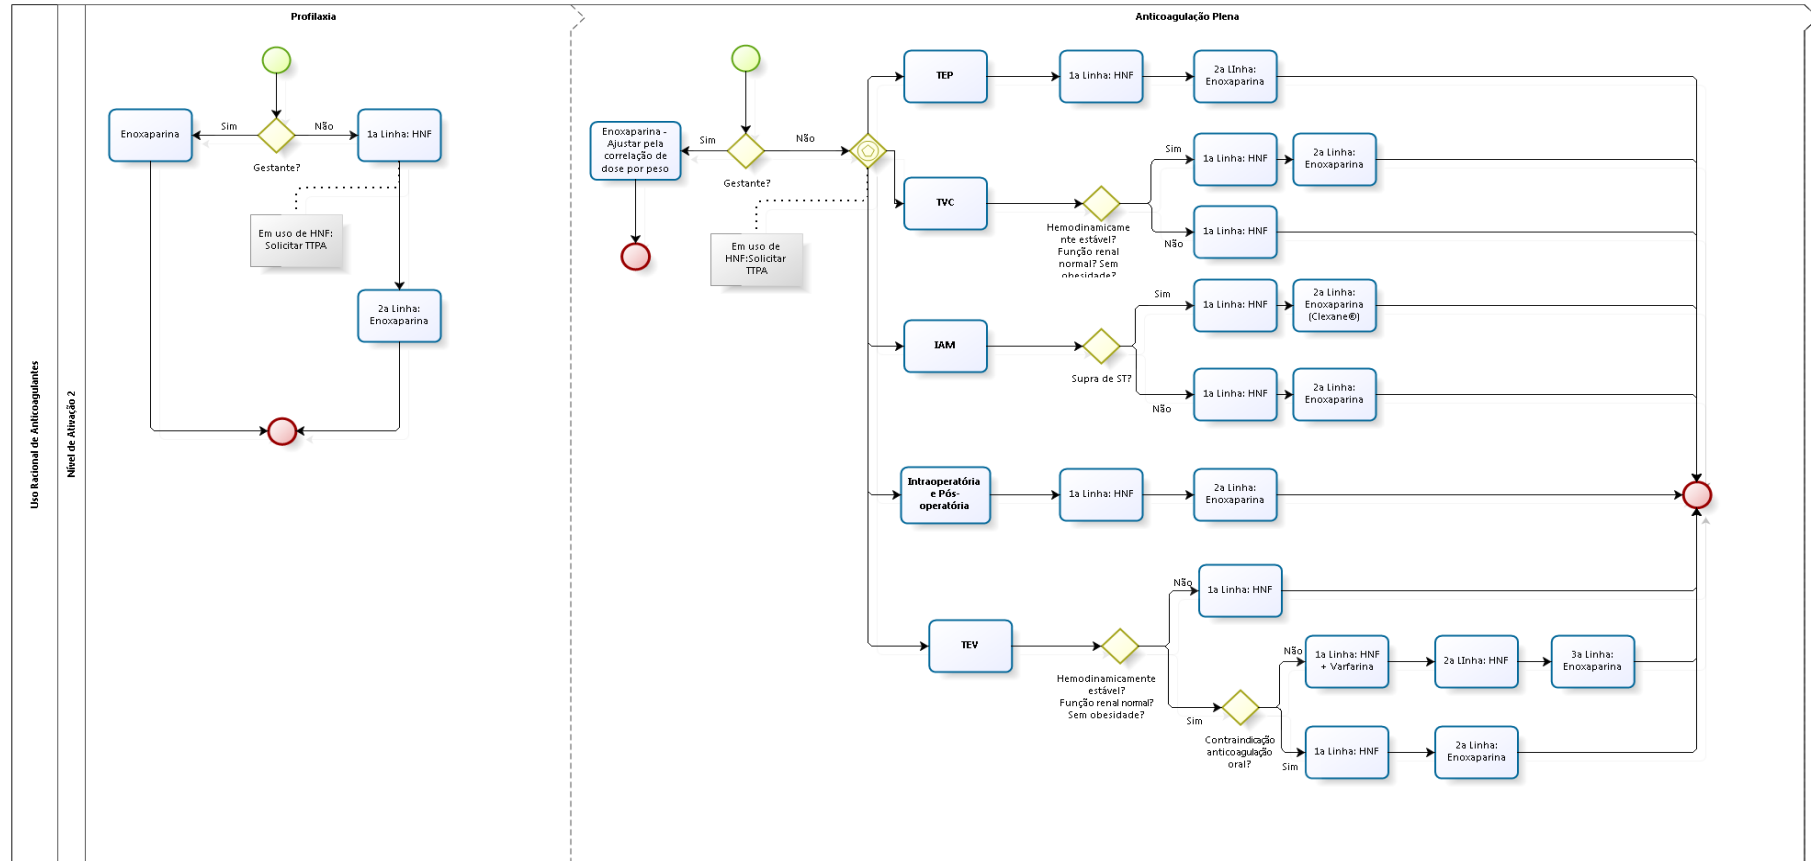 Uso Racional de Anticoagulantes
Nível de Ativação 2
Profilaxia
Enoxaparina
Sim
Não
Gestante?
1a Linha: HNF
Em uso de HNF:
Solicitar TTPA
2a Linha:
Enoxaparina
Anticoagulação Plena
Enoxaparina -
Ajustar pela
correlação de
dose por peso
Sim
Não
Gestante?
Em uso de
HNF:Solicitar
TTPA
TEP
1a Linha: HNF
2a LInha:
Enoxaparina
TVC
Hemodinamicame
nte estável?
Função renal
normal? Sem
obesidade?
Sim
1a Linha: HNF
2a Linha:
Enoxaparina
Não
1a Linha: HNF
IAM
Supra de ST?
Sim
1a Linha: HNF
2a Linha:
Enoxaparina
(Clexane®)
Não
1a Linha: HNF
2a Linha:
Enoxaparina
Intraoperatória
e Pós-
operatória
1a Linha: HNF
2a Linha:
Enoxaparina
TEV
Hemodinamicamente
estável?
Função renal normal?
Sem obesidade?
Não
1a Linha: HNF
Sim
Contraindicação
anticoagulação
oral?
Não
1a Linha: HNF
+ Varfarina
2a LInha: HNF
3a Linha:
Enoxaparina
Sim
1a Linha: HNF
2a Linha:
Enoxaparina